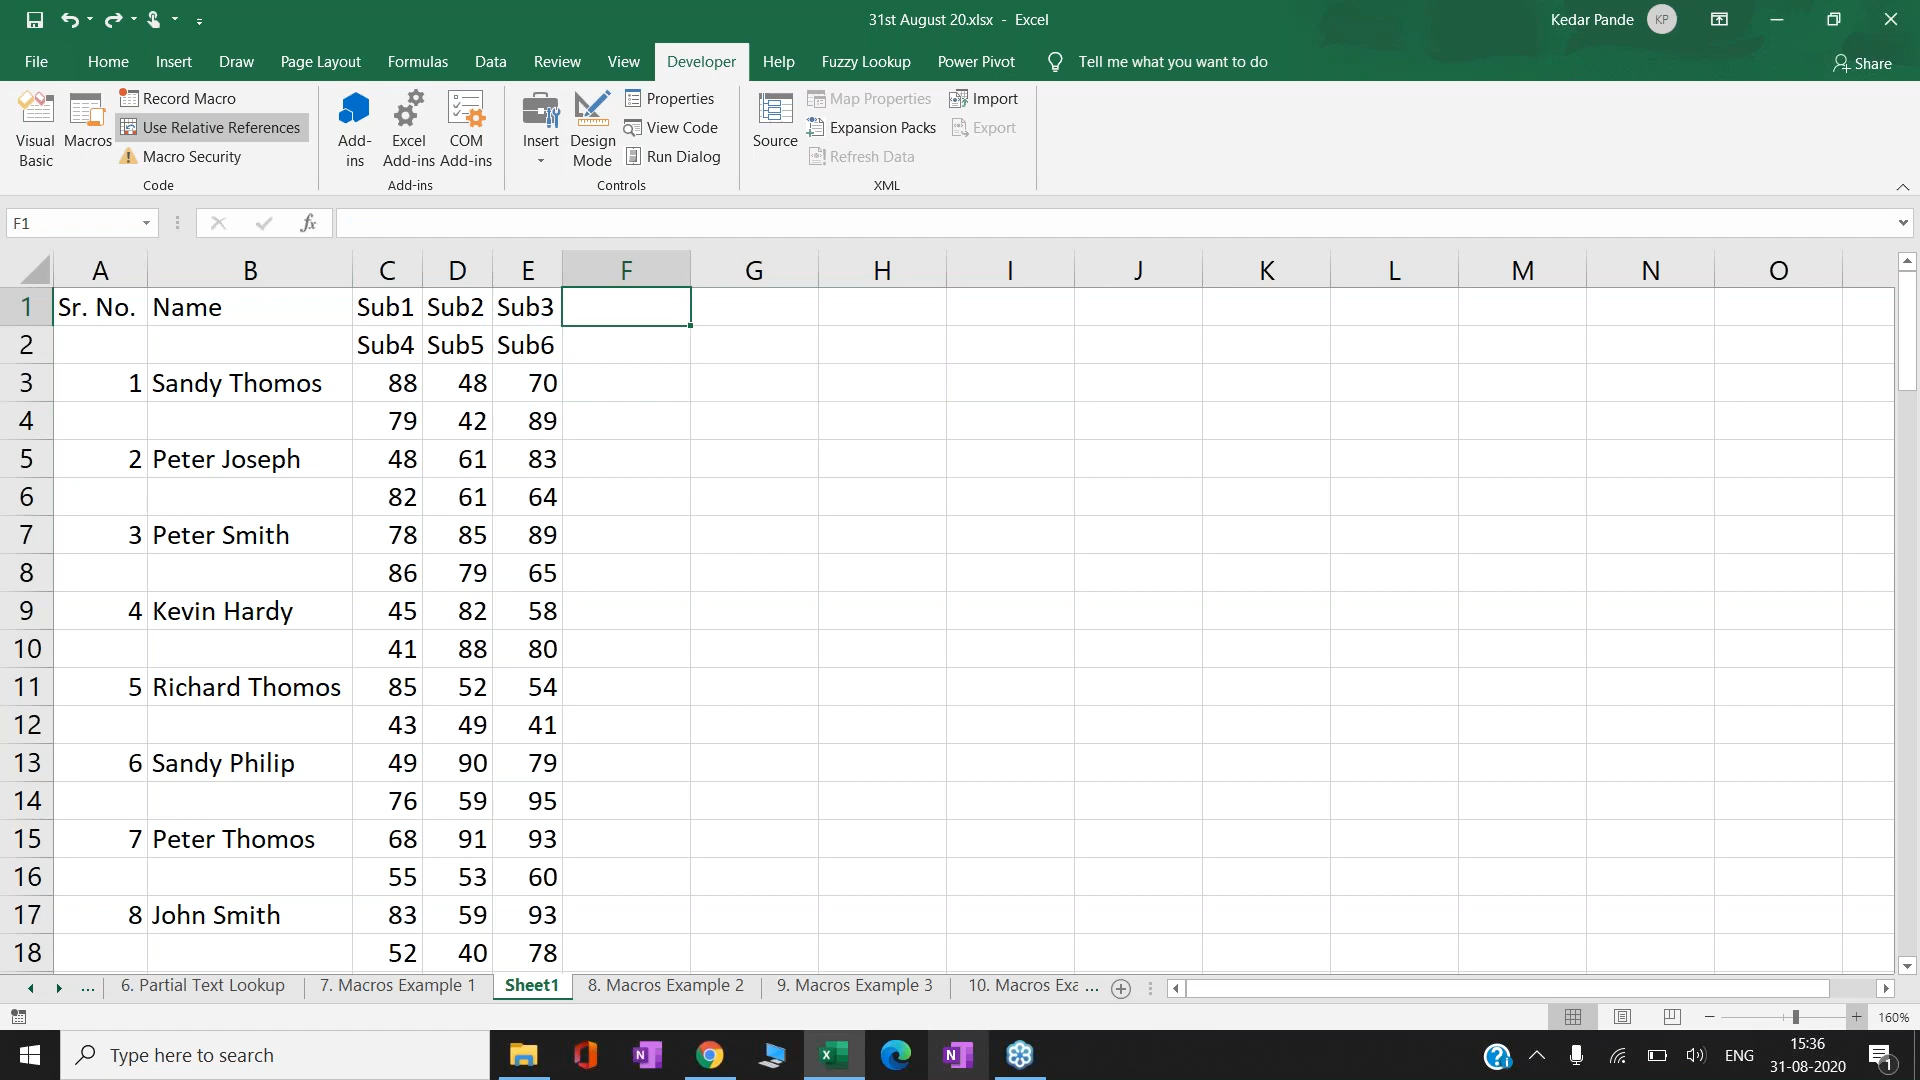 31st August 20.xlsx - Excel
Kedar Pande KP
File Home Insert Draw Page Layout Formulas Data Review View Developer Help Fuzzy Lookup Power Pivot Tell me what you want to do Share
Visual Basic
Macros
Record Macro
Use Relative References
Macro Security
Code
Add-ins
Excel Add-ins
COM Add-ins
Add-ins
Insert
Design Mode
Properties
View Code
Run Dialog
Controls
Source
Map Properties
Expansion Packs
Refresh Data
Import
Export
XML
F1 fx
A B C D E F G H I J K L M N O
1 Sr. No. Name Sub1 Sub2 Sub3
2 Sub4 Sub5 Sub6
3 1 Sandy Thomos 88 48 70
4 79 42 89
5 2 Peter Joseph 48 61 83
6 82 61 64
7 3 Peter Smith 78 85 89
8 86 79 65
9 4 Kevin Hardy 45 82 58
10 41 88 80
11 5 Richard Thomos 85 52 54
12 43 49 41
13 6 Sandy Philip 49 90 79
14 76 59 95
15 7 Peter Thomos 68 91 93
16 55 53 60
17 8 John Smith 83 59 93
18 52 40 78
... 6. Partial Text Lookup 7. Macros Example 1 Sheet1 8. Macros Example 2 9. Macros Example 3 10. Macros Exa ...
160%
Type here to search
ENG
15:36
31-08-2020
1